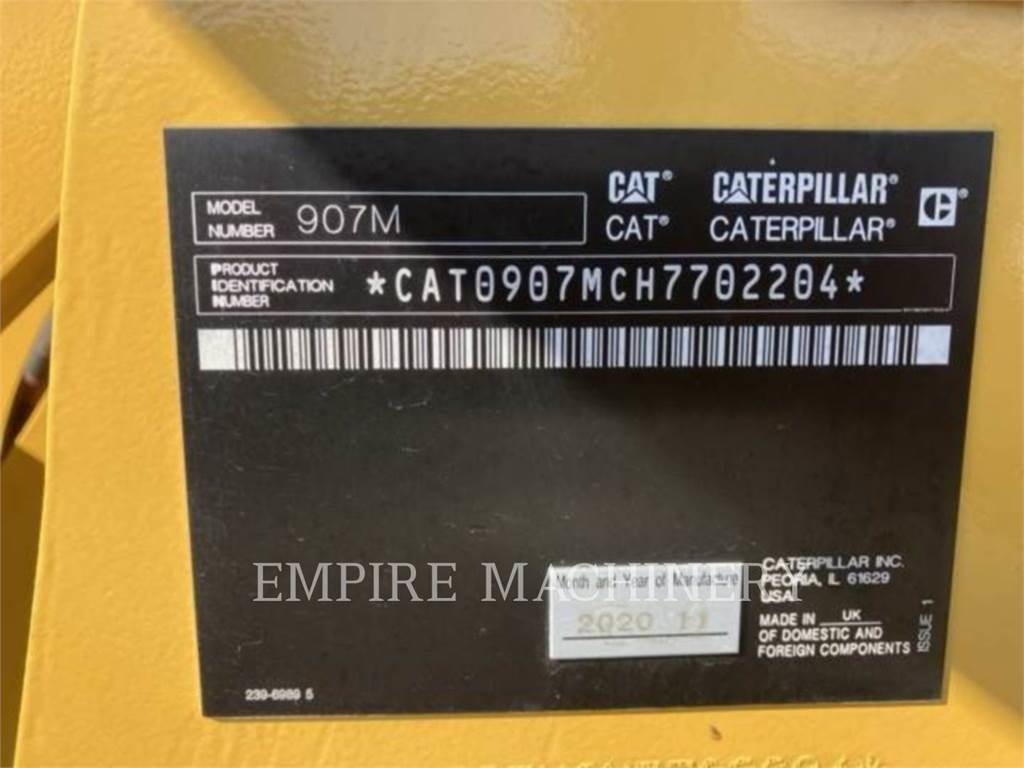 CAT® CATERPILLAR®
CAT® CATERPILLAR®
MODEL
NUMBER 907M
PRODUCT
IDENTIFICATION
NUMBER *CAT0907MCH7702204*
EMPIRE MACHINERY
Month and Year of Manufacture
2020 11
CATERPILLAR INC.
PEORIA, IL 61629
USA
MADE IN UK
OF DOMESTIC AND
FOREIGN COMPONENTS
ISSUE 1
239-6989 5